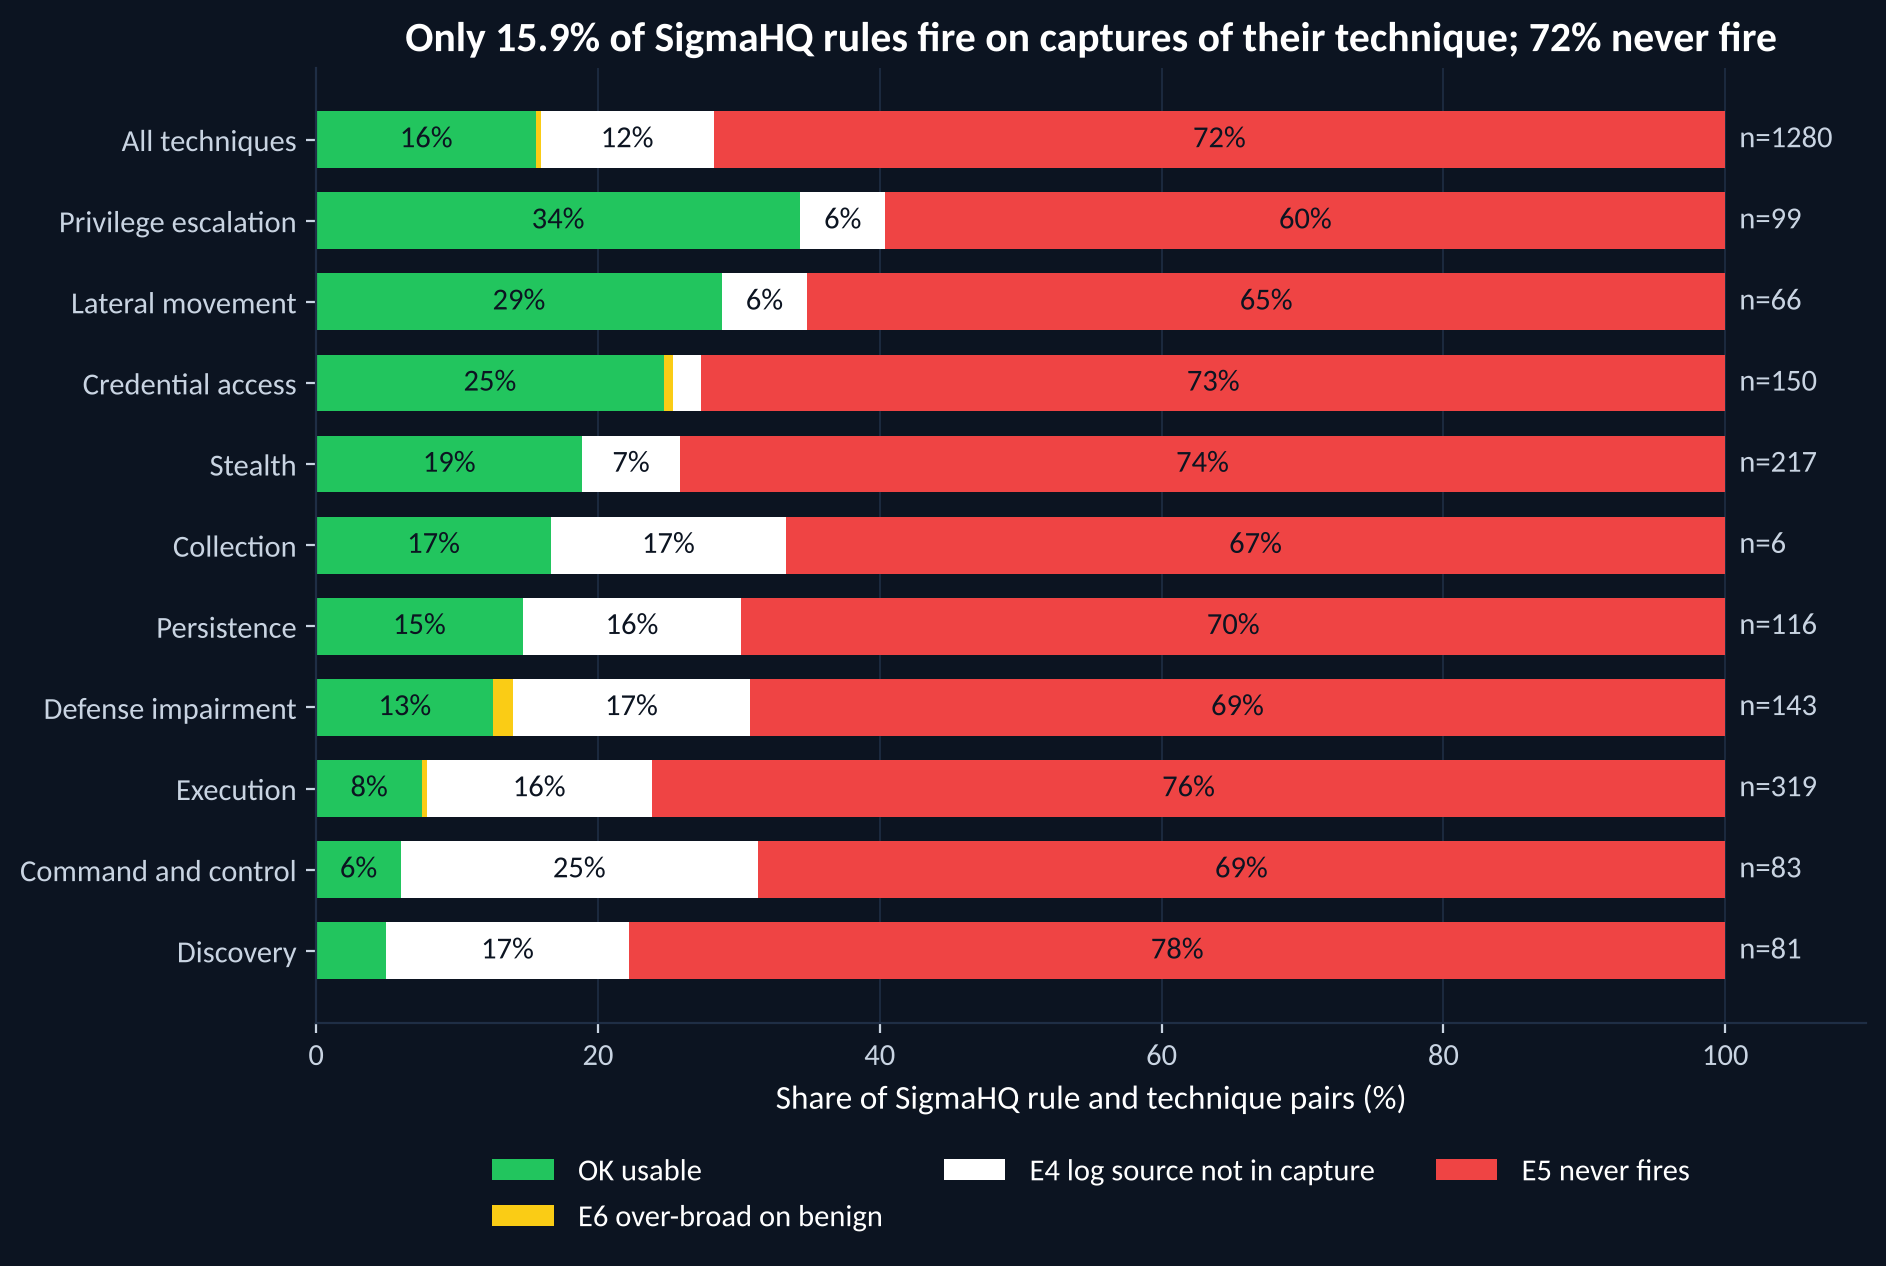 Only 15.9% of SigmaHQ rules fire on captures of their technique; 72% never fire
All techniques 16% 12% 72% n=1280
Privilege escalation 34% 6% 60% n=99
Lateral movement 29% 6% 65% n=66
Credential access 25% 73% n=150
Stealth 19% 7% 74% n=217
Collection 17% 17% 67% n=6
Persistence 15% 16% 70% n=116
Defense impairment 13% 17% 69% n=143
Execution 8% 16% 76% n=319
Command and control 6% 25% 69% n=83
Discovery 17% 78% n=81
0 20 40 60 80 100
Share of SigmaHQ rule and technique pairs (%)
OK usable E4 log source not in capture E5 never fires
E6 over-broad on benign